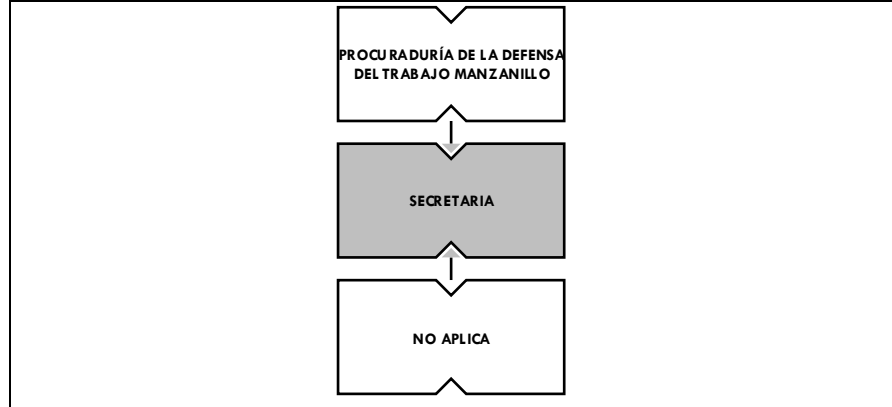 PROCURADURÍA DE LA DEFENSA
DEL TRABAJO MANZANILLO
SECRETARIA
NO APLICA